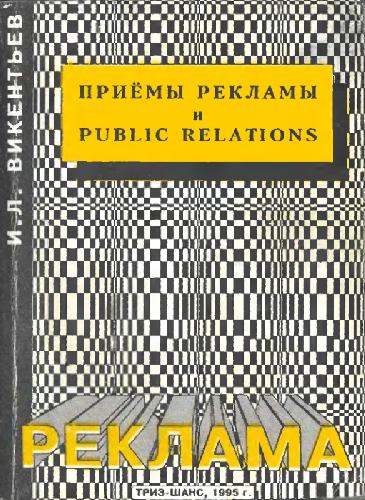 ПРИЁМЫ РЕКЛАМЫ
и
PUBLIC RELATIONS
И.Л. ВИКЕНТЬЕВ
РЕКЛАМА
ТРИЗ-ШАНС, 1995 г.